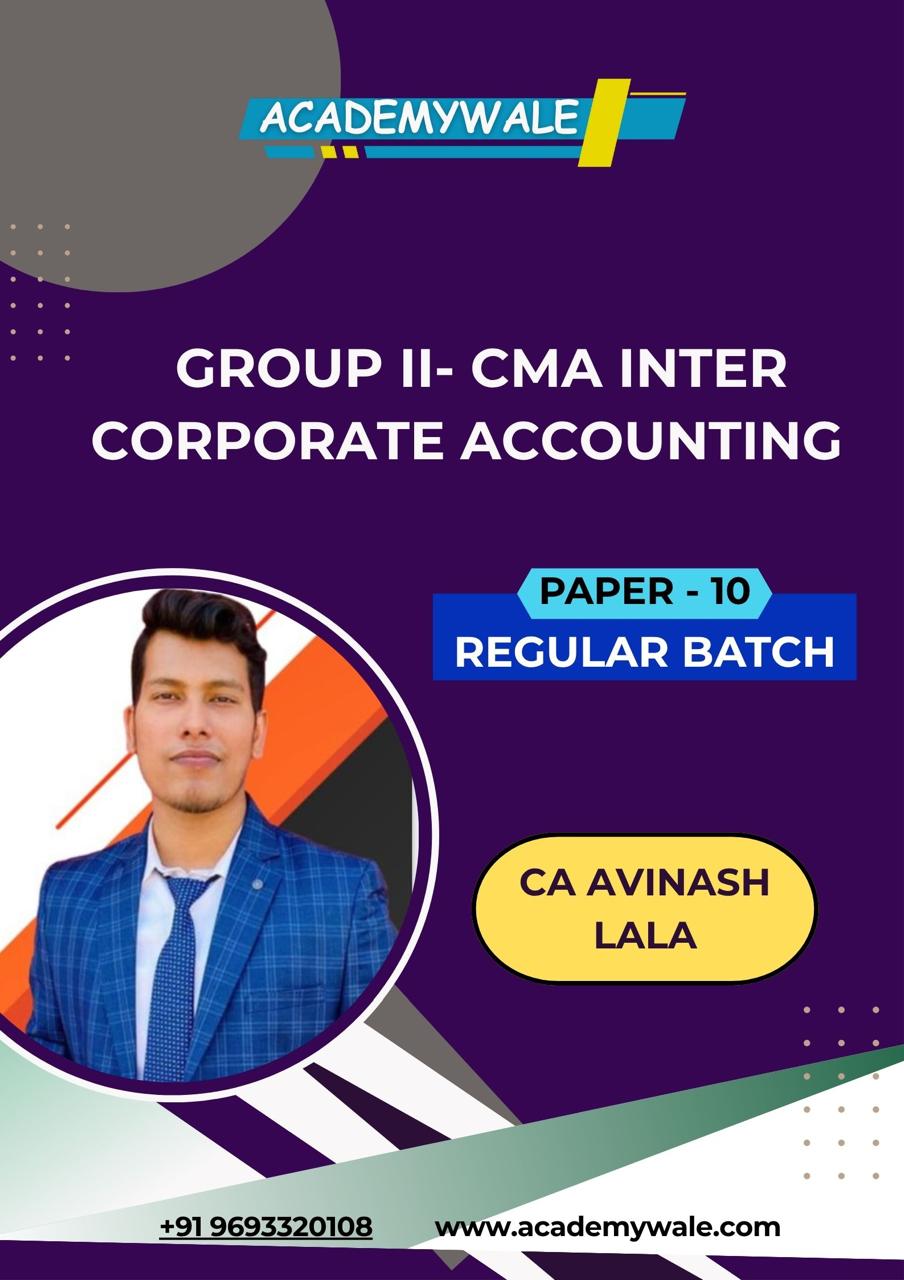 ACADEMYWALE
GROUP II- CMA INTER
CORPORATE ACCOUNTING
PAPER - 10
REGULAR BATCH
CA AVINASH
LALA
+91 9693320108 www.academywale.com